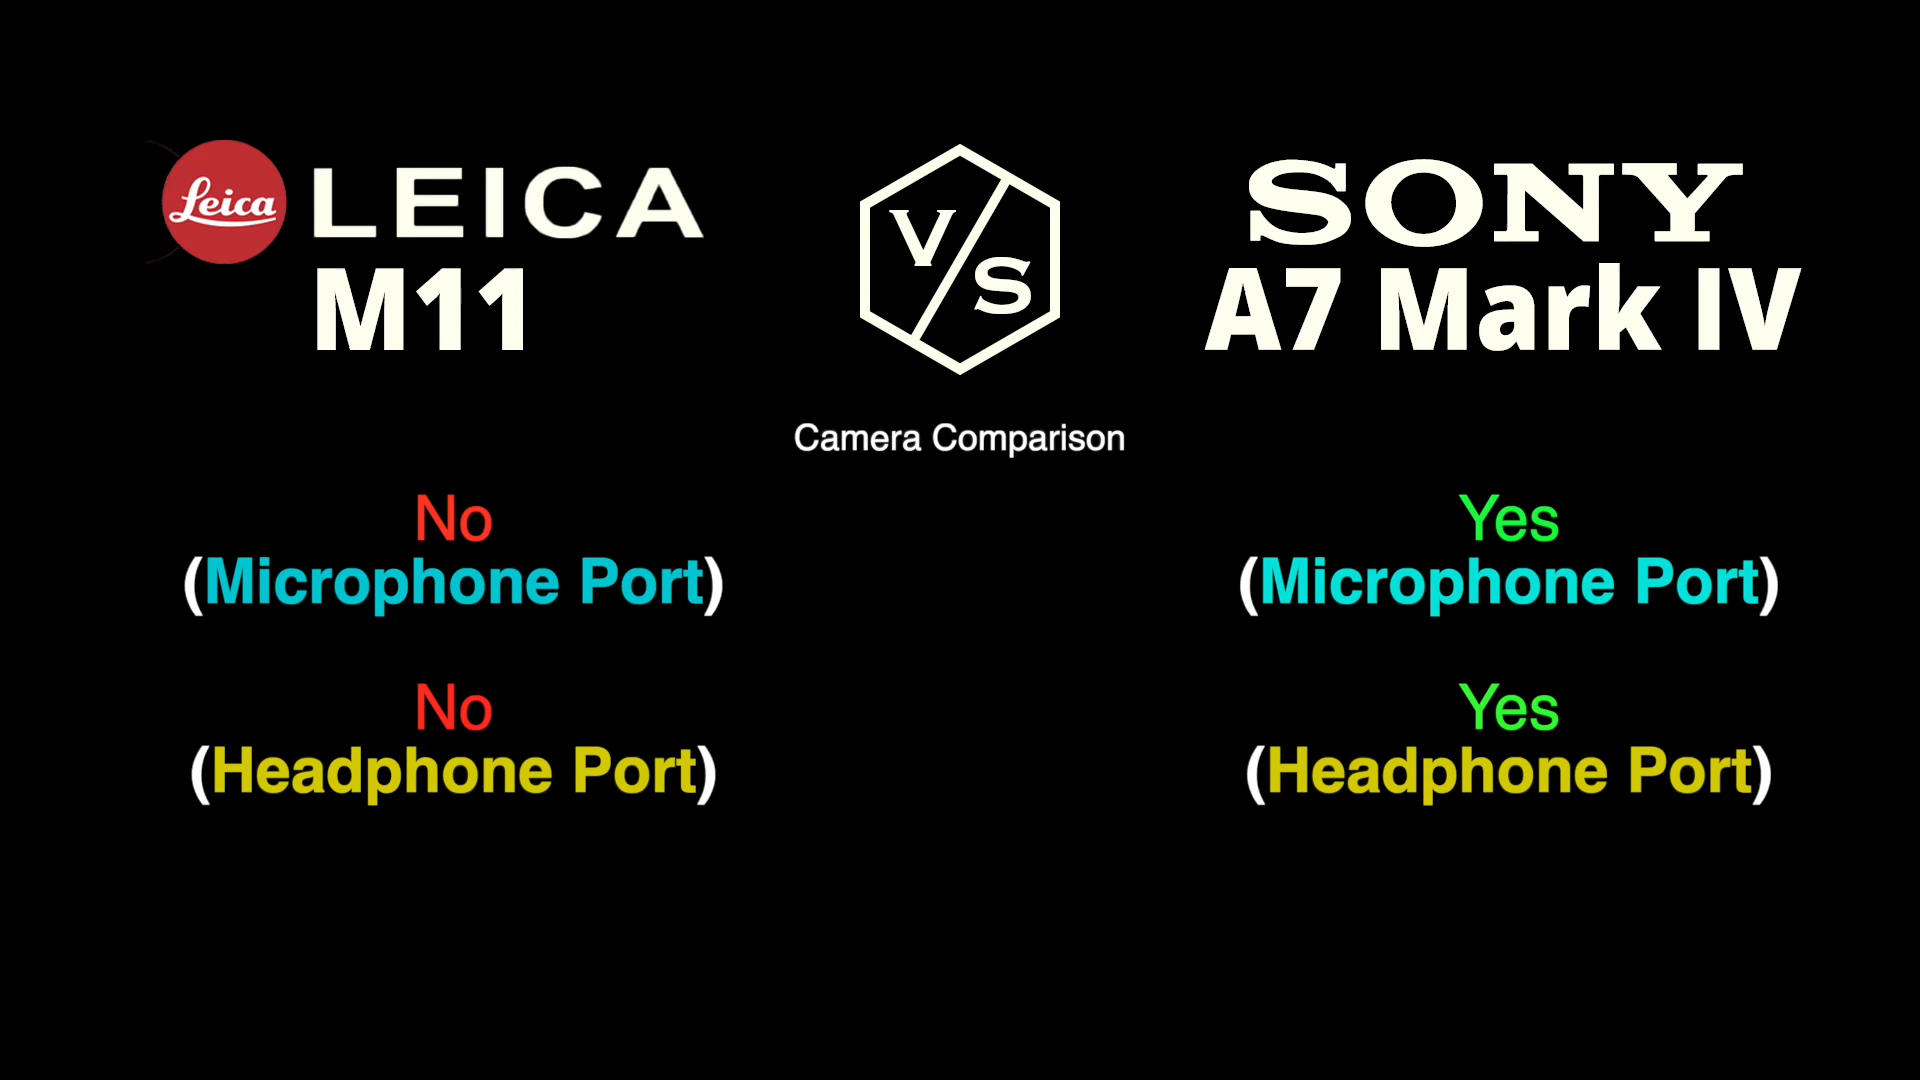 Leica LEICA
M11
VS
SONY
A7 Mark IV
Camera Comparison
No
(Microphone Port)
Yes
(Microphone Port)
No
(Headphone Port)
Yes
(Headphone Port)